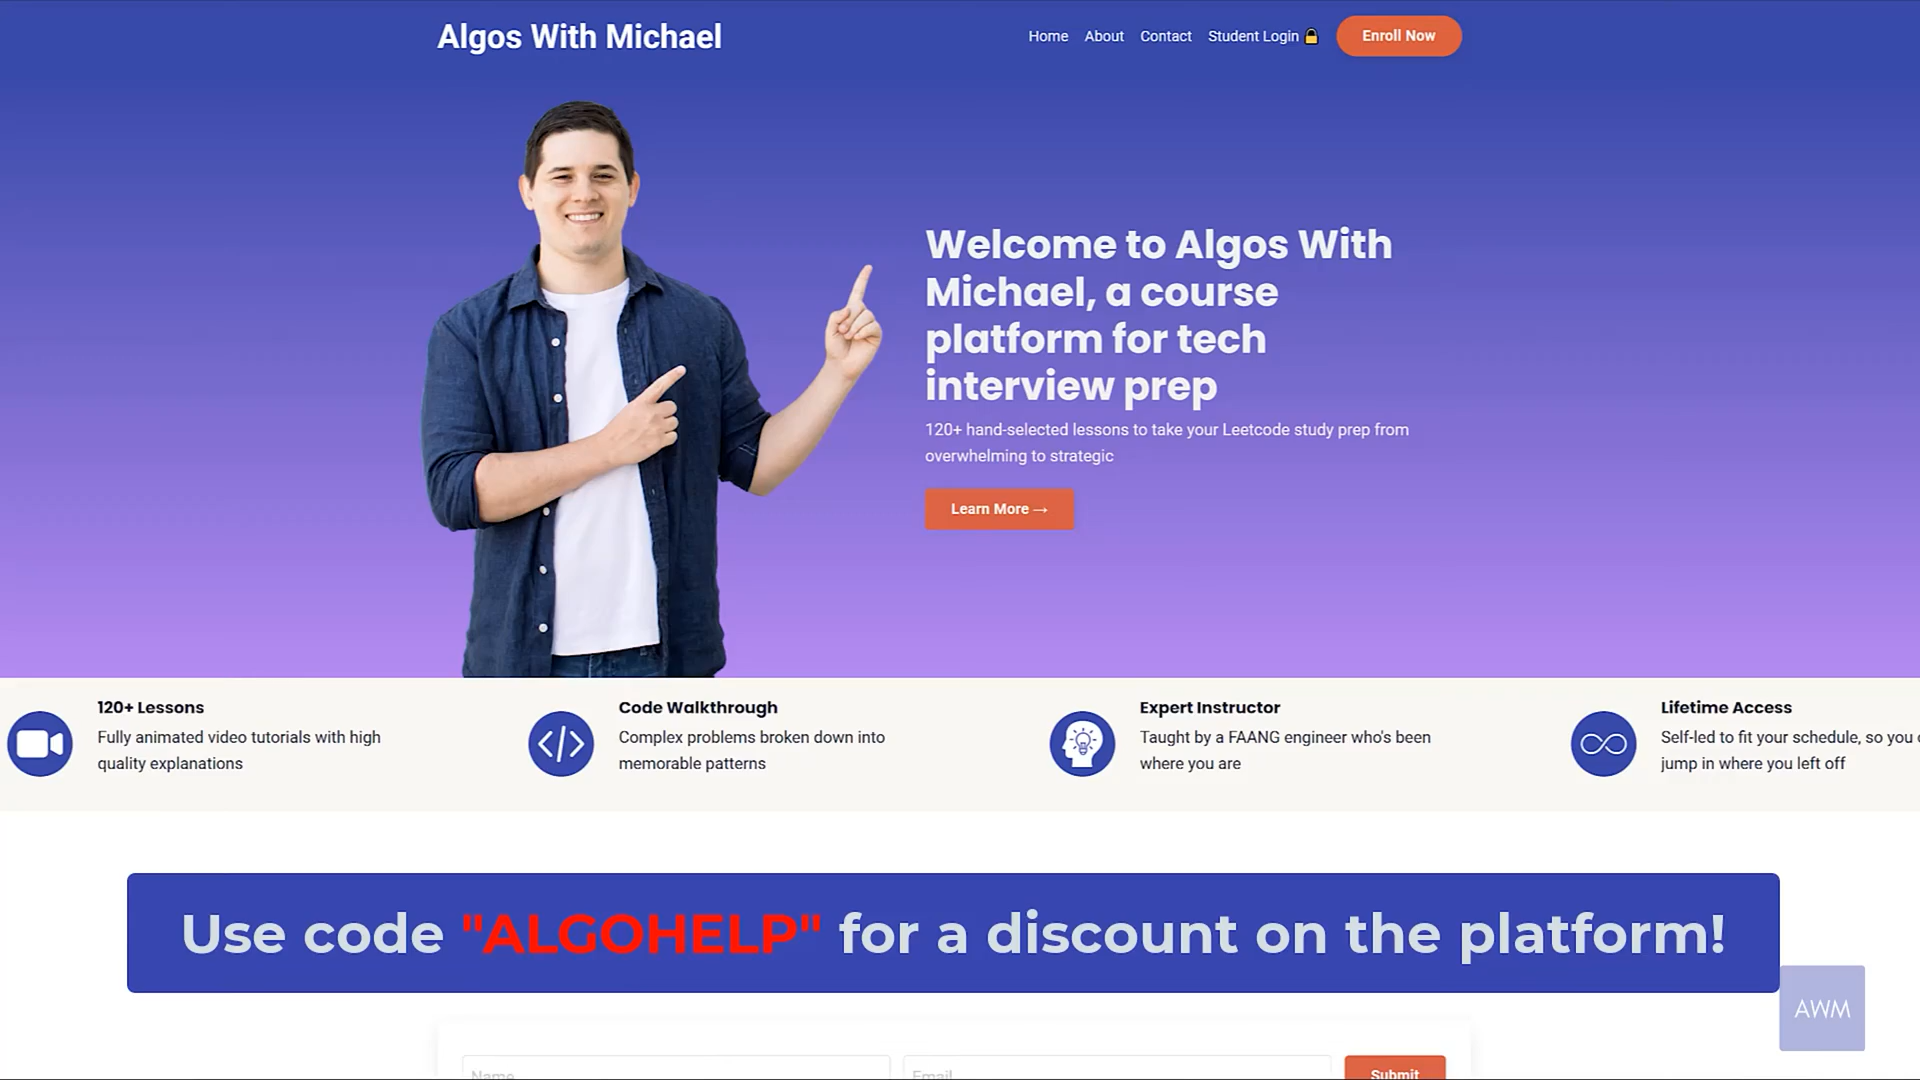 Algos With Michael
Home About Contact Student Login Enroll Now
Welcome to Algos With
Michael, a course
platform for tech
interview prep
120+ hand-selected lessons to take your Leetcode study prep from
overwhelming to strategic
Learn More →
120+ Lessons
Fully animated video tutorials with high
quality explanations
Code Walkthrough
Complex problems broken down into
memorable patterns
Expert Instructor
Taught by a FAANG engineer who's been
where you are
Lifetime Access
Self-led to fit your schedule, so you
jump in where you left off
Use code "ALGOHELP" for a discount on the platform!
AWM
Name
Email
Submit